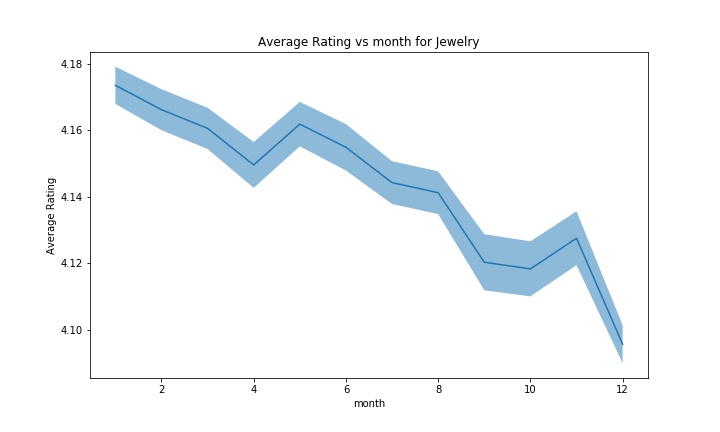 Average Rating vs month for Jewelry
4.18
4.16
4.14
4.12
4.10
Average Rating
2 4 6 8 10 12
month